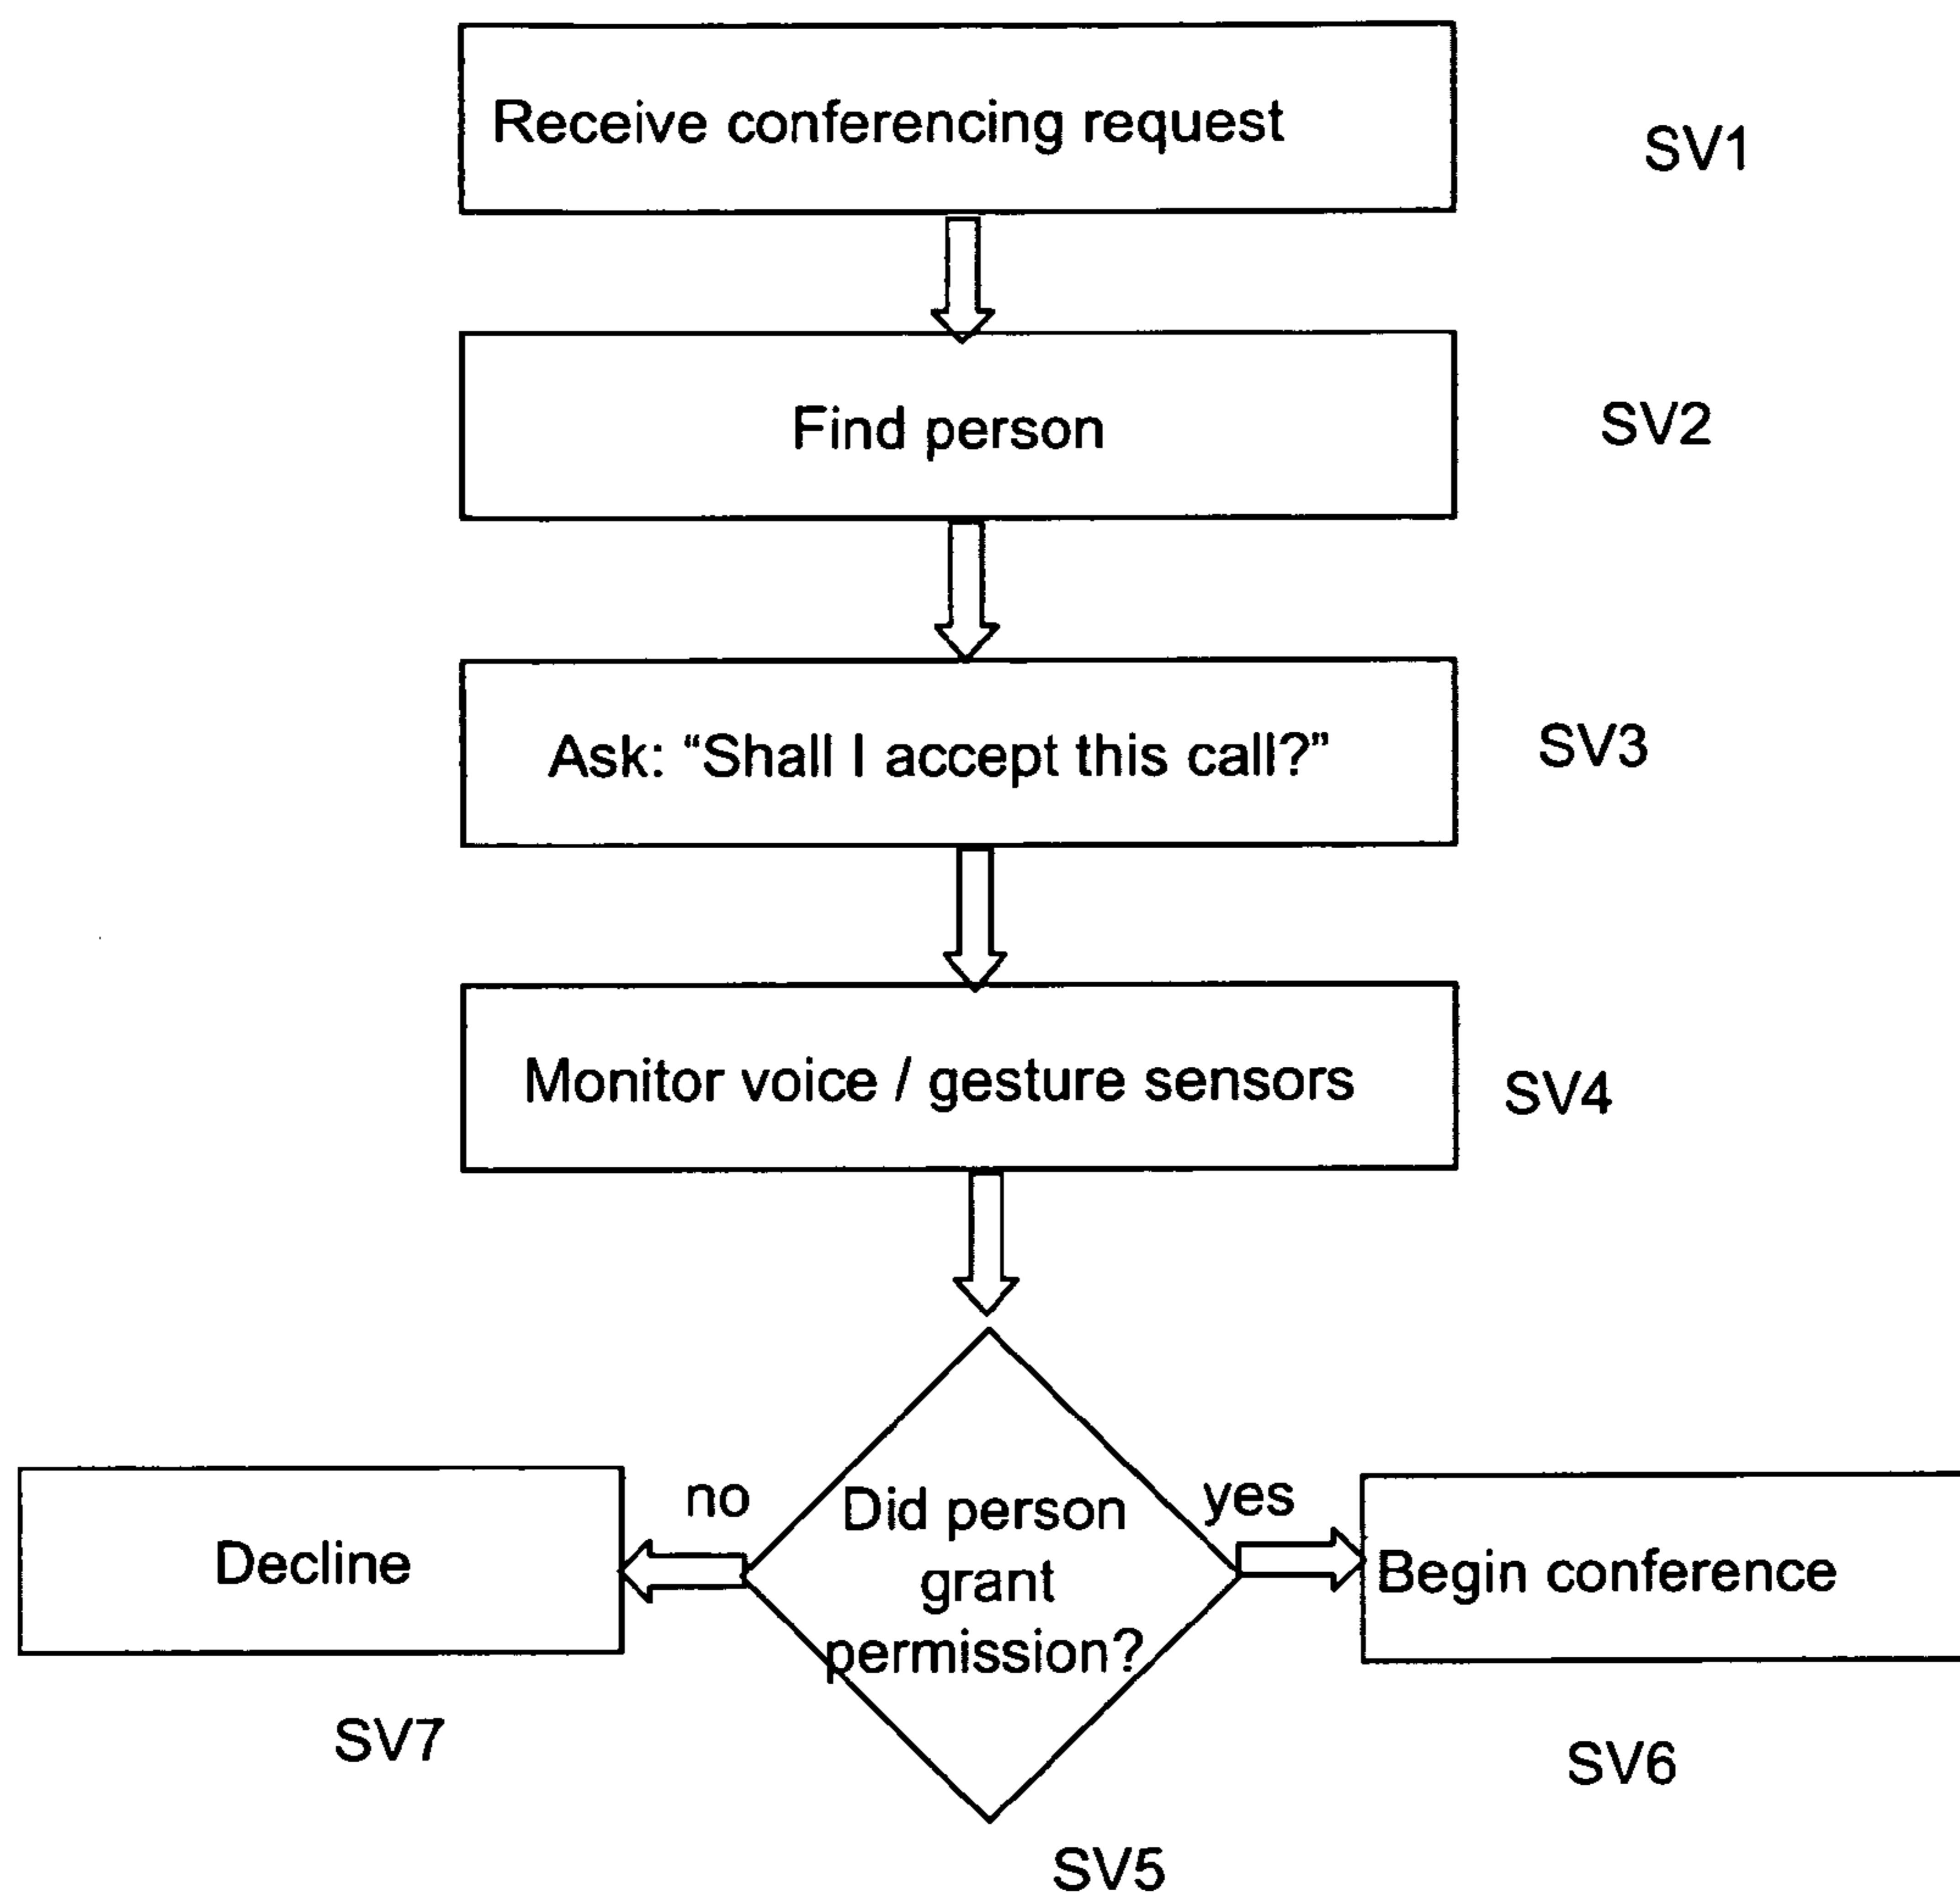 Receive conferencing request
SV1
Find person
SV2
Ask: “Shall I accept this call?”
SV3
Monitor voice / gesture sensors
SV4
no
yes
Did person
grant
permission?
Decline
Begin conference
SV7
SV6
SV5